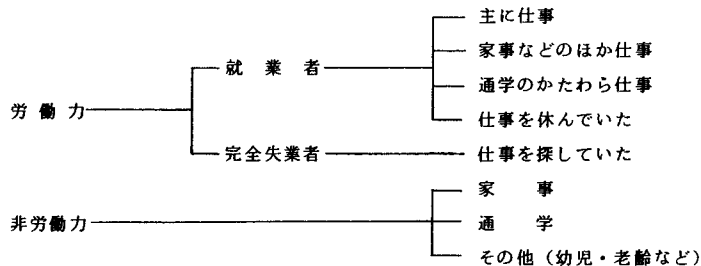 主に仕事
家事などのほか仕事
就業者
通学のかたわら仕事
労働力
仕事を休んでいた
完全失業者
仕事を探していた
家事
非労働力
通学
その他（幼児・老齢など）